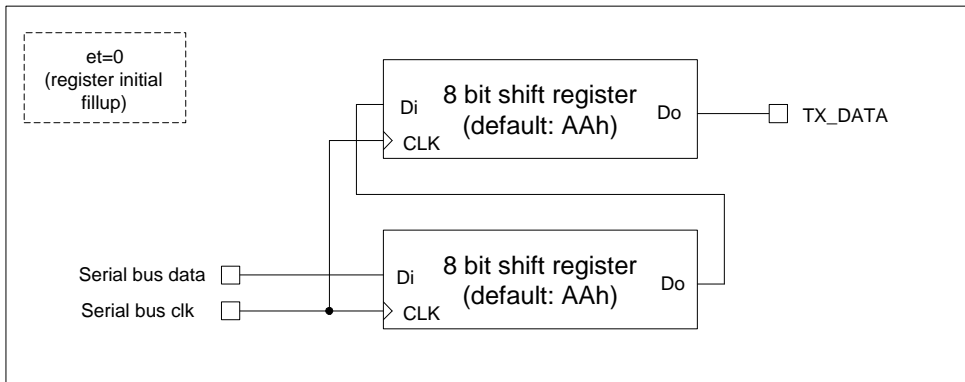 et=0
(register initial
fillup)
Di
8 bit shift register
(default: AAh)
Do
CLK
TX_DATA
Serial bus data
Serial bus clk
Di
8 bit shift register
(default: AAh)
Do
CLK